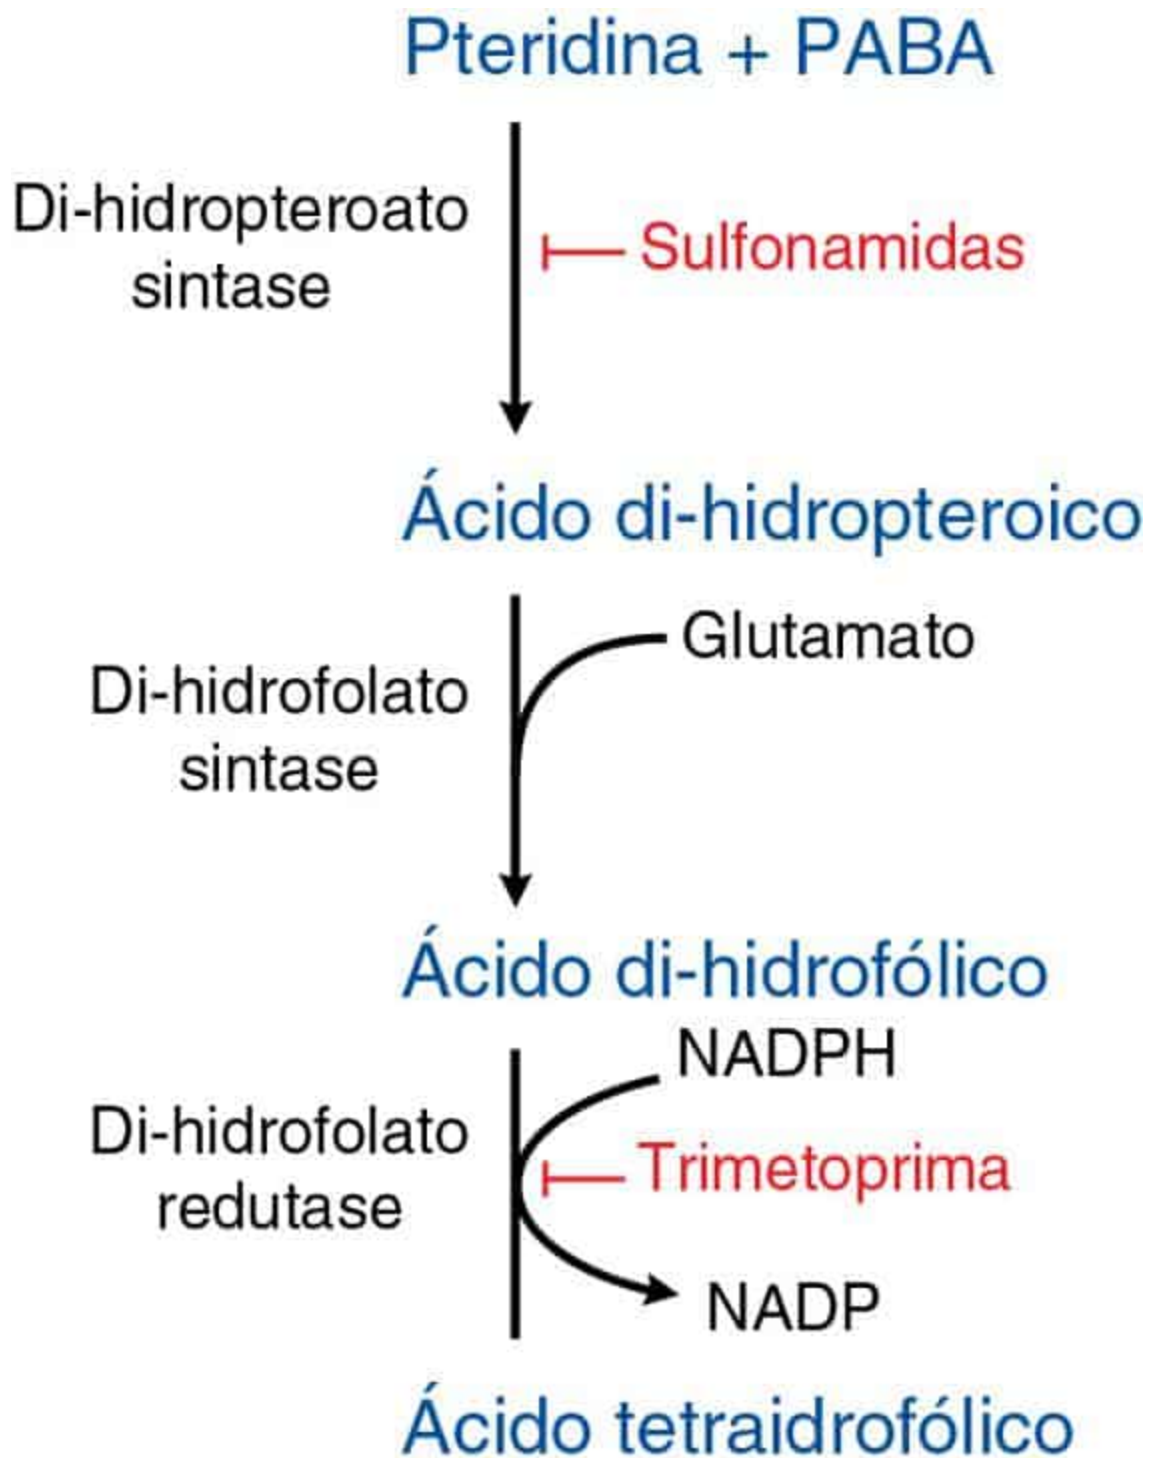 Pteridina + PABA
Di-hidropteroato
sintase
Sulfonamidas
Ácido di-hidropteroico
Glutamato
Di-hidrofolato
sintase
Ácido di-hidrofólico
NADPH
Di-hidrofolato
redutase
Trimetoprima
NADP
Ácido tetraidrofólico